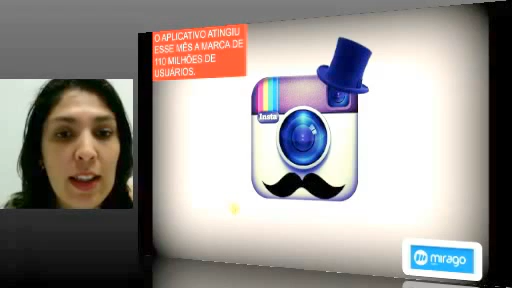 O APLICATIVO ATINGIU
ESSE MÊS A MARCA DE
110 MILHÕES DE
USUÁRIOS.
Insta
mirago